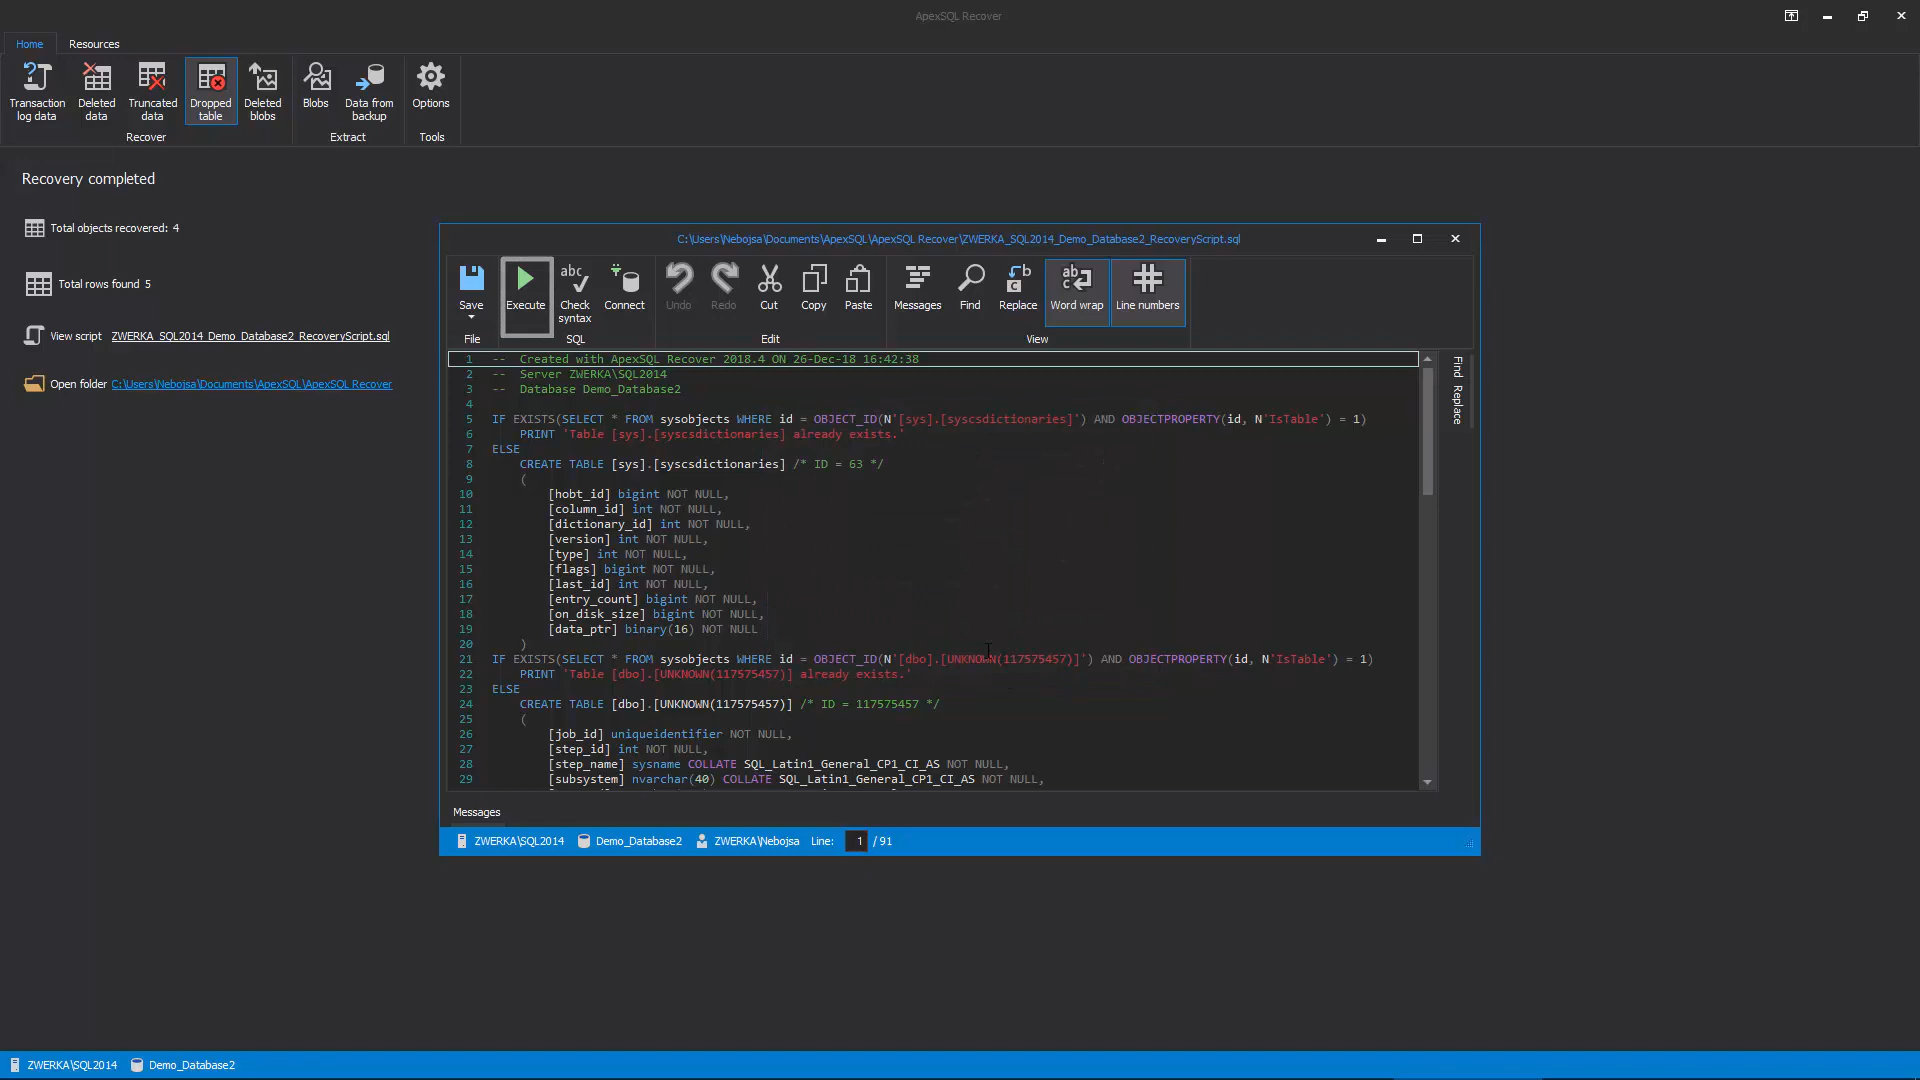 ApexSQL Recover
Home Resources
Transaction log data
Deleted data
Truncated data
Dropped table
Deleted blobs
Blobs
Data from backup
Options
Recover Extract Tools
Recovery completed
Total objects recovered: 4
Total rows found 5
View script ZWERKA_SQL2014_Demo_Database2_RecoveryScript.sql
Open folder C:\Users\Nebojsa\Documents\ApexSQL\ApexSQL Recover
C:\Users\Nebojsa\Documents\ApexSQL\ApexSQL Recover\ZWERKA_SQL2014_Demo_Database2_RecoveryScript.sql
Save Execute Check syntax Connect Undo Redo Cut Copy Paste Messages Find Replace Word wrap Line numbers
File SQL Edit View
1 -- Created with ApexSQL Recover 2018.4 ON 26-Dec-18 16:42:38
2 -- Server ZWERKA\SQL2014
3 -- Database Demo_Database2
4
5 IF EXISTS(SELECT * FROM sysobjects WHERE id = OBJECT_ID(N'[sys].[syscsdictionaries]') AND OBJECTPROPERTY(id, N'IsTable') = 1)
6 PRINT 'Table [sys].[syscsdictionaries] already exists.'
7 ELSE
8 CREATE TABLE [sys].[syscsdictionaries] /* ID = 63 */
9 (
10 [hobt_id] bigint NOT NULL,
11 [column_id] int NOT NULL,
12 [dictionary_id] int NOT NULL,
13 [version] int NOT NULL,
14 [type] int NOT NULL,
15 [flags] bigint NOT NULL,
16 [last_id] int NOT NULL,
17 [entry_count] bigint NOT NULL,
18 [on_disk_size] bigint NOT NULL,
19 [data_ptr] binary(16) NOT NULL
20 )
21 IF EXISTS(SELECT * FROM sysobjects WHERE id = OBJECT_ID(N'[dbo].[UNKNOWN(117575457)]') AND OBJECTPROPERTY(id, N'IsTable') = 1)
22 PRINT 'Table [dbo].[UNKNOWN(117575457)] already exists.'
23 ELSE
24 CREATE TABLE [dbo].[UNKNOWN(117575457)] /* ID = 117575457 */
25 (
26 [job_id] uniqueidentifier NOT NULL,
27 [step_id] int NOT NULL,
28 [step_name] sysname COLLATE SQL_Latin1_General_CP1_CI_AS NOT NULL,
29 [subsystem] nvarchar(40) COLLATE SQL_Latin1_General_CP1_CI_AS NOT NULL,
Find Replace
Messages
ZWERKA\SQL2014 Demo_Database2 ZWERKA\Nebojsa Line: 1 / 91
ZWERKA\SQL2014 Demo_Database2